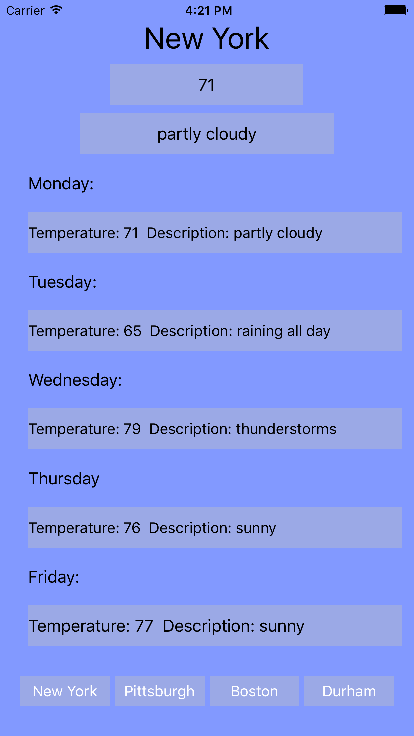 Carrier 4:21 PM
New York
71
partly cloudy
Monday:
Temperature: 71 Description: partly cloudy
Tuesday:
Temperature: 65 Description: raining all day
Wednesday:
Temperature: 79 Description: thunderstorms
Thursday
Temperature: 76 Description: sunny
Friday:
Temperature: 77 Description: sunny
New York Pittsburgh Boston Durham